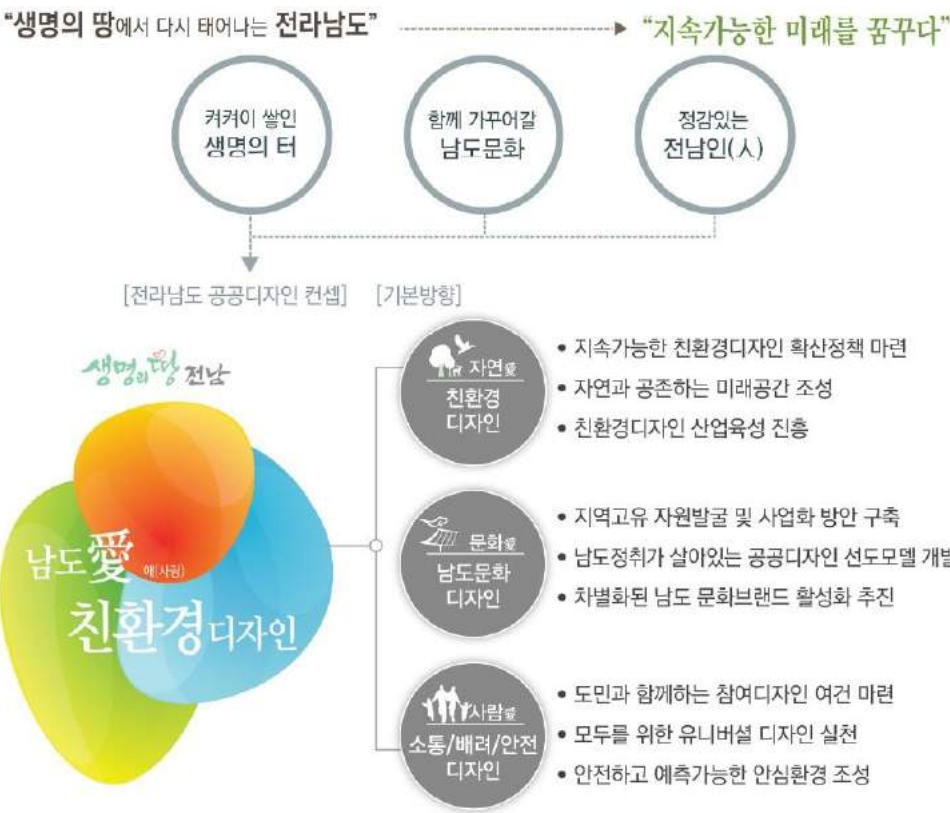 "생명의 땅에서 다시 태어나는 전라남도"
"지속가능한 미래를 꿈꾸다"
켜켜이 쌓인
생명의 터
함께 가꾸어갈
남도문화
정감있는
전남인(人)
[전라남도 공공디자인 컨셉]
[기본방향]
생명의땅 전남
남도愛 애(사랑)
친환경디자인
자연愛
친환경
디자인
• 지속가능한 친환경디자인 확산정책 마련
• 자연과 공존하는 미래공간 조성
• 친환경디자인 산업육성 진흥
문화愛
남도문화
디자인
• 지역고유 자원발굴 및 사업화 방안 구축
• 남도정취가 살아있는 공공디자인 선도모델 개발
• 차별화된 남도 문화브랜드 활성화 추진
사람愛
소통/배려/안전
디자인
• 도민과 함께하는 참여디자인 여건 마련
• 모두를 위한 유니버셜 디자인 실천
• 안전하고 예측가능한 안심환경 조성